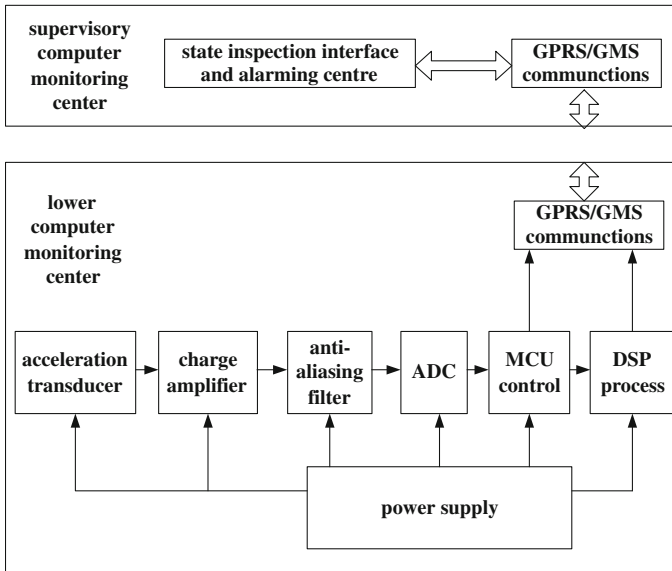 supervisory
computer
monitoring
center
state inspection interface
and alarming centre
GPRS/GMS
communctions
lower
computer
monitoring
center
GPRS/GMS
communctions
acceleration
transducer
charge
amplifier
anti-
aliasing
filter
ADC
MCU
control
DSP
process
power supply